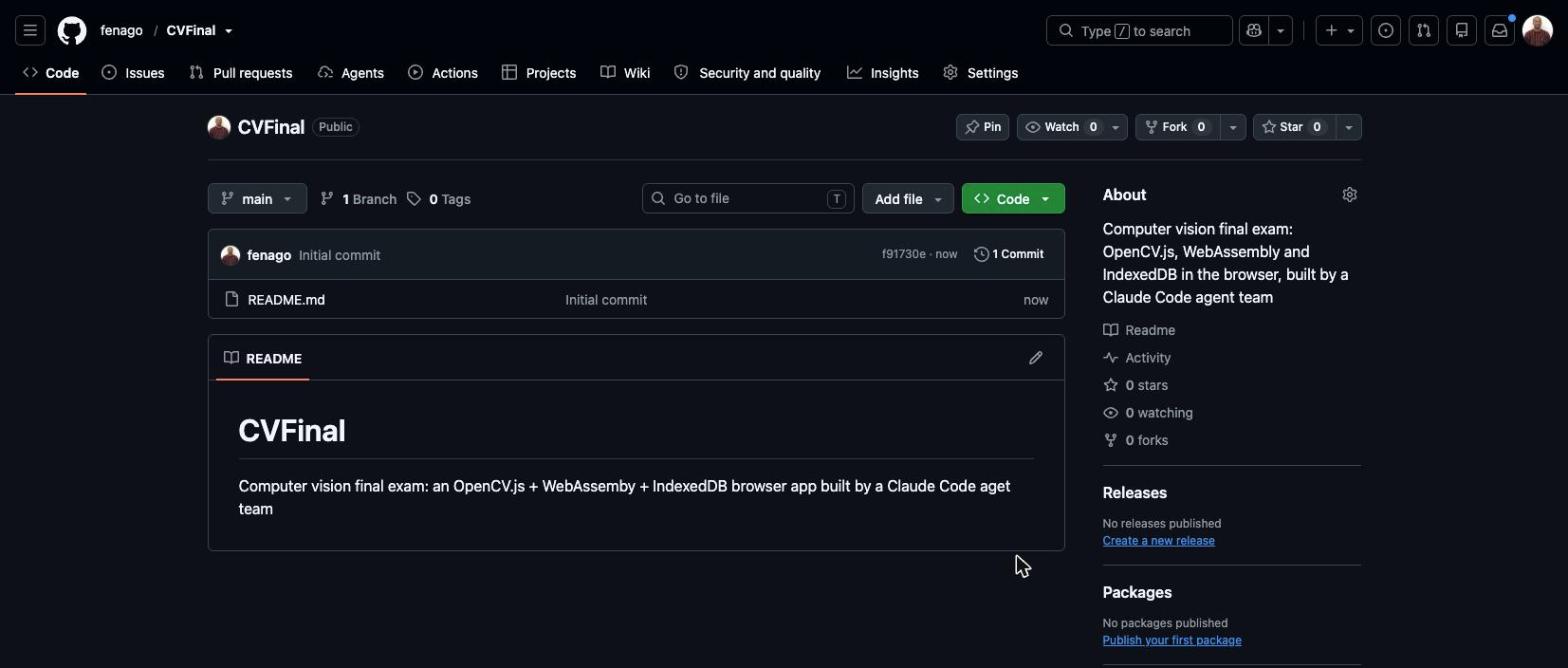 fenago / CVFinal
Type / to search
Code Issues Pull requests Agents Actions Projects Wiki Security and quality Insights Settings
CVFinal Public
Pin Watch 0 Fork 0 Star 0
main 1 Branch 0 Tags
Go to file T Add file Code
fenago Initial commit f91730e · now 1 Commit
README.md Initial commit now
README
CVFinal
Computer vision final exam: an OpenCV.js + WebAssemby + IndexedDB browser app built by a Claude Code aget
team
About
Computer vision final exam:
OpenCV.js, WebAssembly and
IndexedDB in the browser, built by a
Claude Code agent team
Readme
Activity
0 stars
0 watching
0 forks
Releases
No releases published
Create a new release
Packages
No packages published
Publish your first package